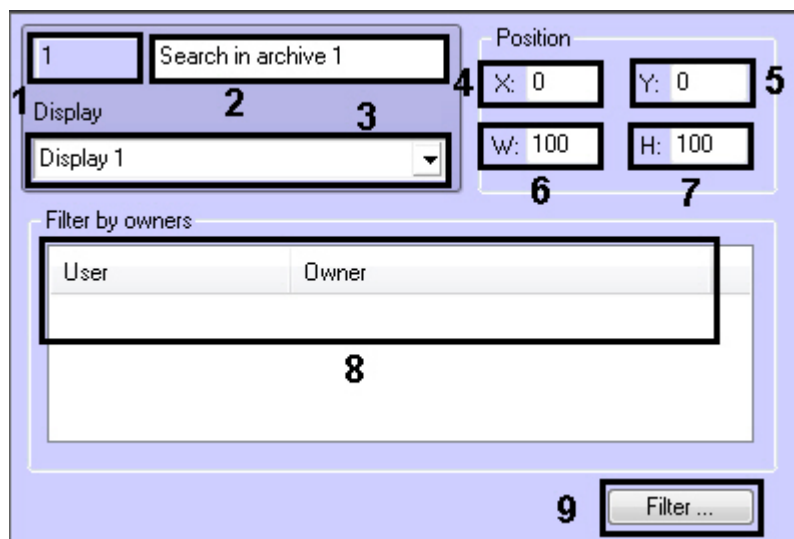 1 Search in archive 1
1 2
Display 3
Display 1
Position
4 X: 0 Y: 0 5
W: 100 H: 100
6 7
Filter by owners
User Owner
8
9 Filter ...